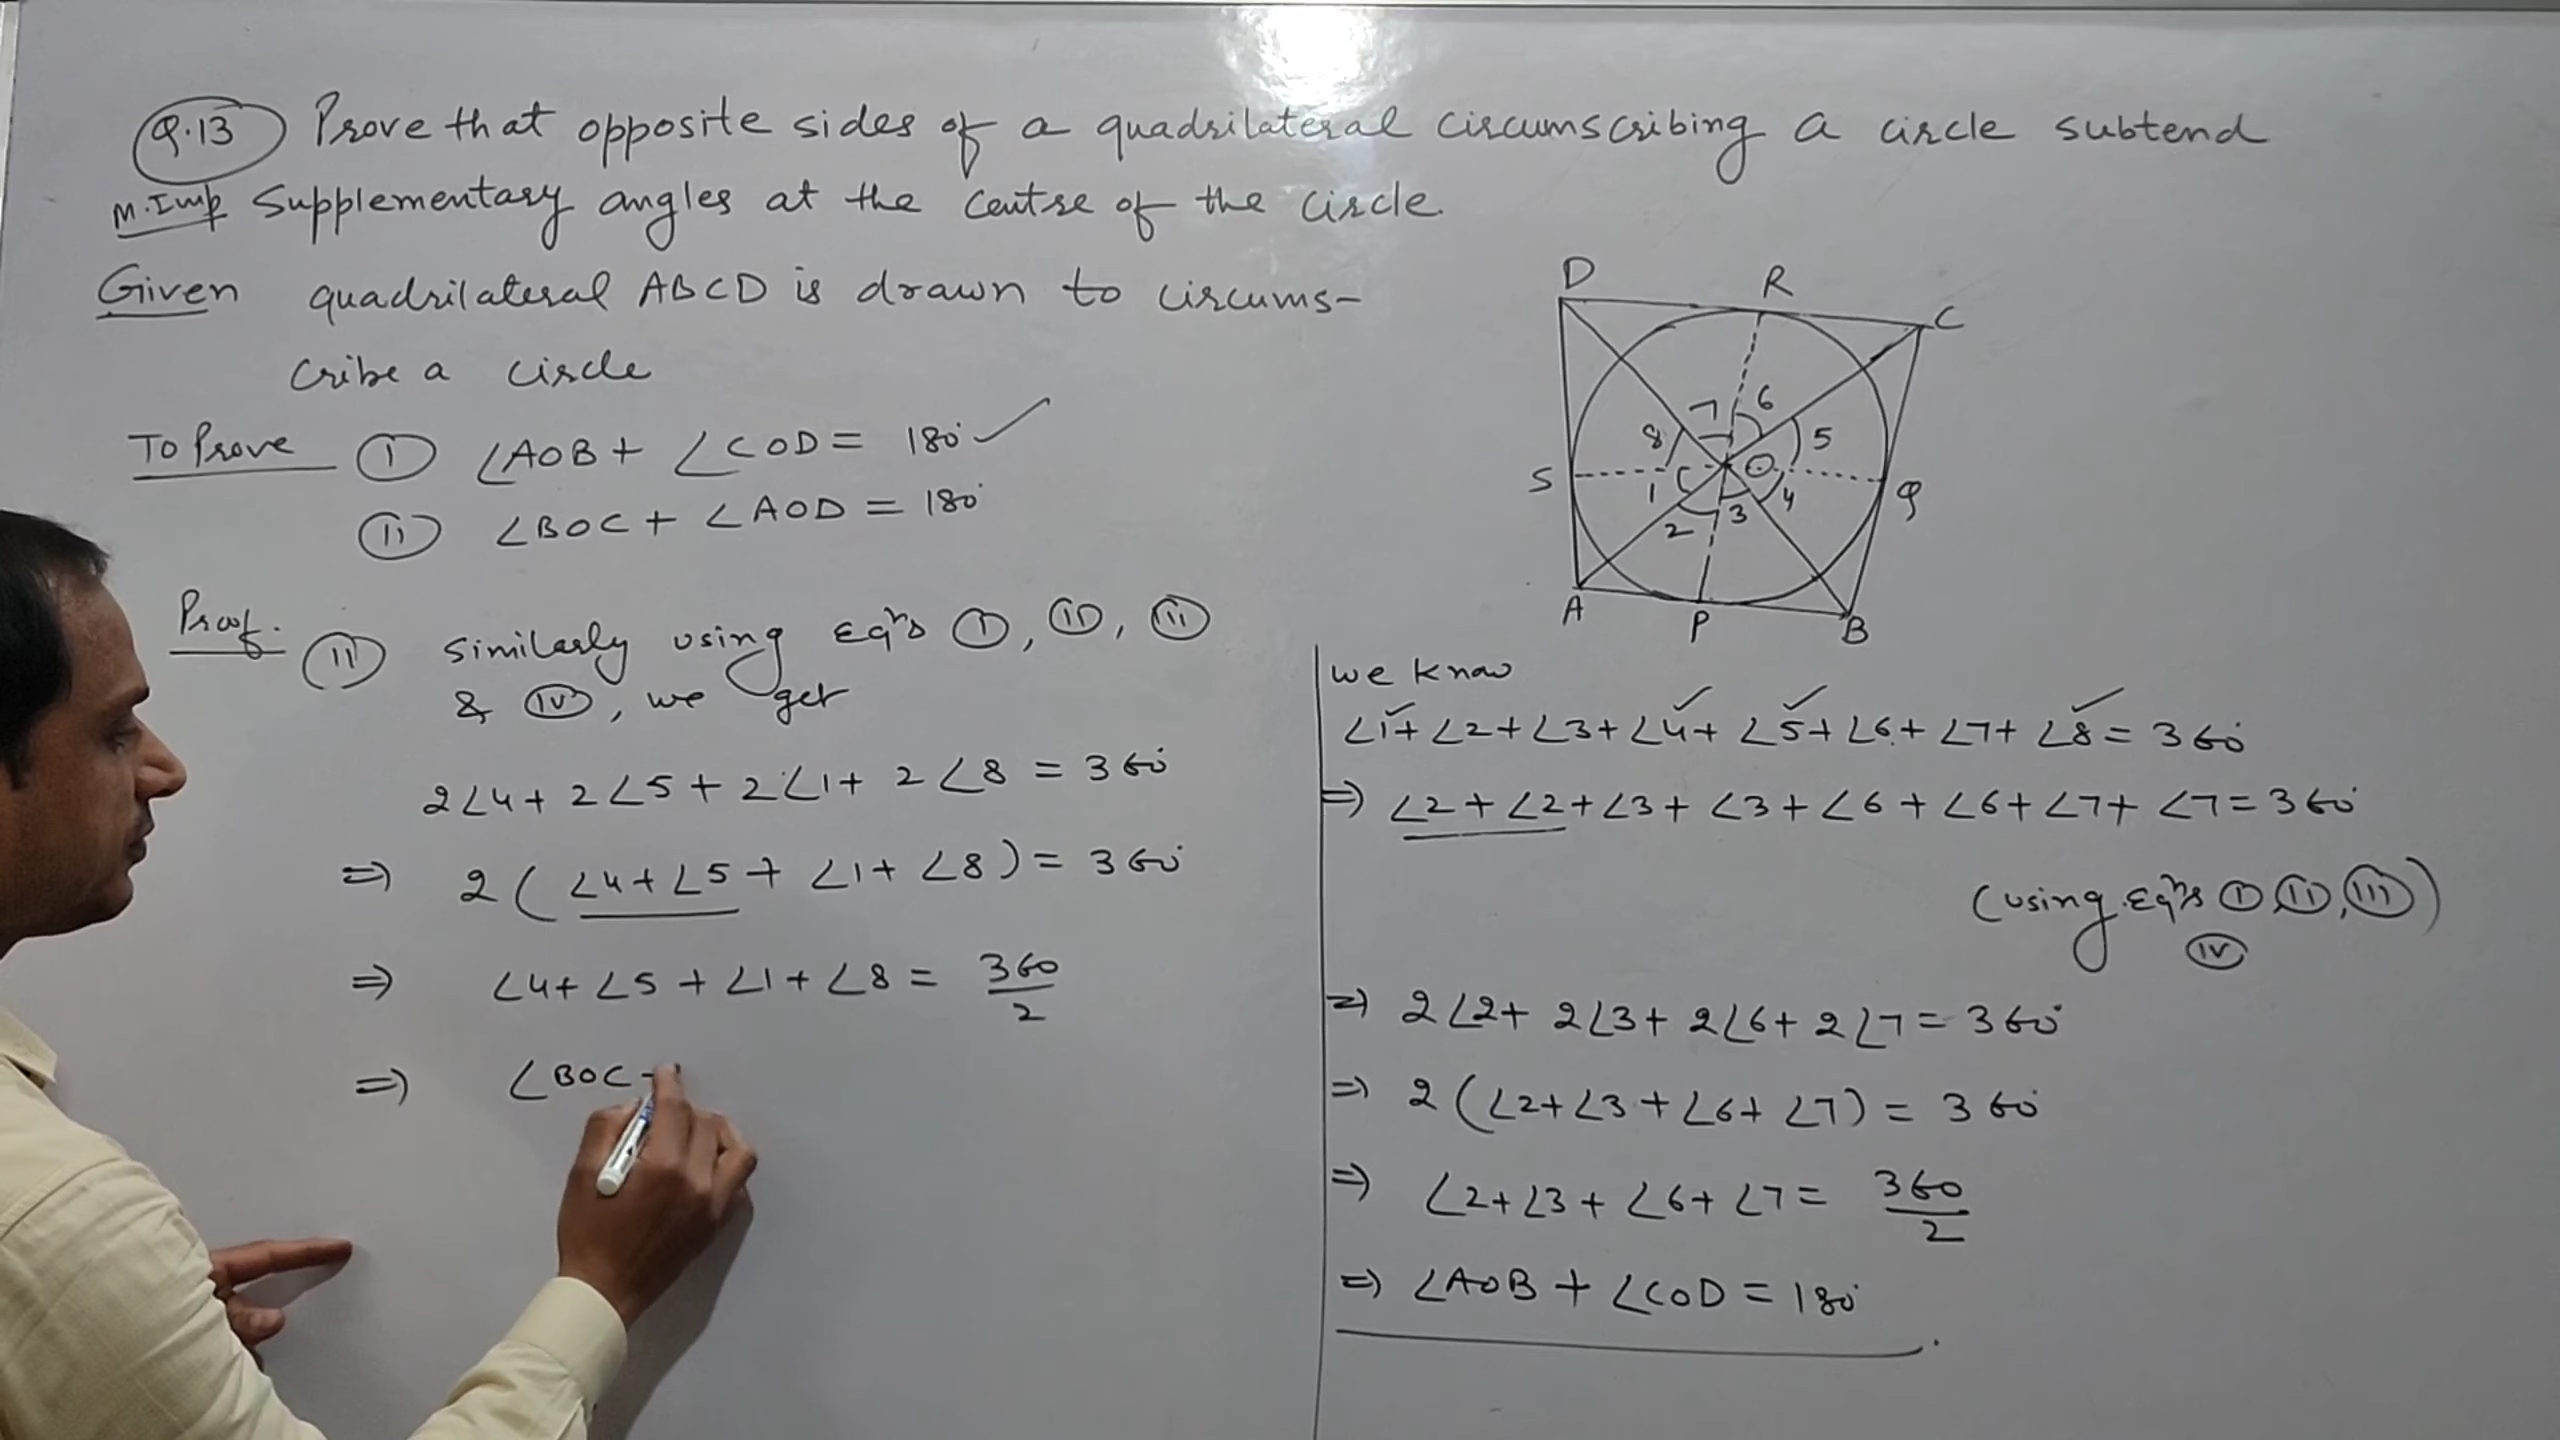 Q.13 Prove that opposite sides of a quadrilateral circumscribing a circle subtend
M.Imp Supplementary angles at the centre of the circle.
Given quadrilateral ABCD is drawn to circums-
cribe a circle
To Prove (I) ∠AOB + ∠COD = 180° ✓
(II) ∠BOC + ∠AOD = 180°
Proof. (II) Similarly using Eqns (I), (II), (II)
& (IV), we get
2∠4 + 2∠5 + 2∠1 + 2∠8 = 360°
⇒ 2(∠4 + ∠5 + ∠1 + ∠8) = 360°
⇒ ∠4 + ∠5 + ∠1 + ∠8 = 360/2
⇒ ∠BOC +
D R C
7 6
8 5
S C O Q
1 4
2 3
A P B
we know
∠1 + ∠2 + ∠3 + ∠4 + ∠5 + ∠6 + ∠7 + ∠8 = 360°
⇒ ∠2 + ∠2 + ∠3 + ∠3 + ∠6 + ∠6 + ∠7 + ∠7 = 360°
(using Eqns (I) (II), (III))
(IV)
⇒ 2∠2 + 2∠3 + 2∠6 + 2∠7 = 360°
⇒ 2(∠2 + ∠3 + ∠6 + ∠7) = 360°
⇒ ∠2 + ∠3 + ∠6 + ∠7 = 360/2
⇒ ∠AOB + ∠COD = 180°